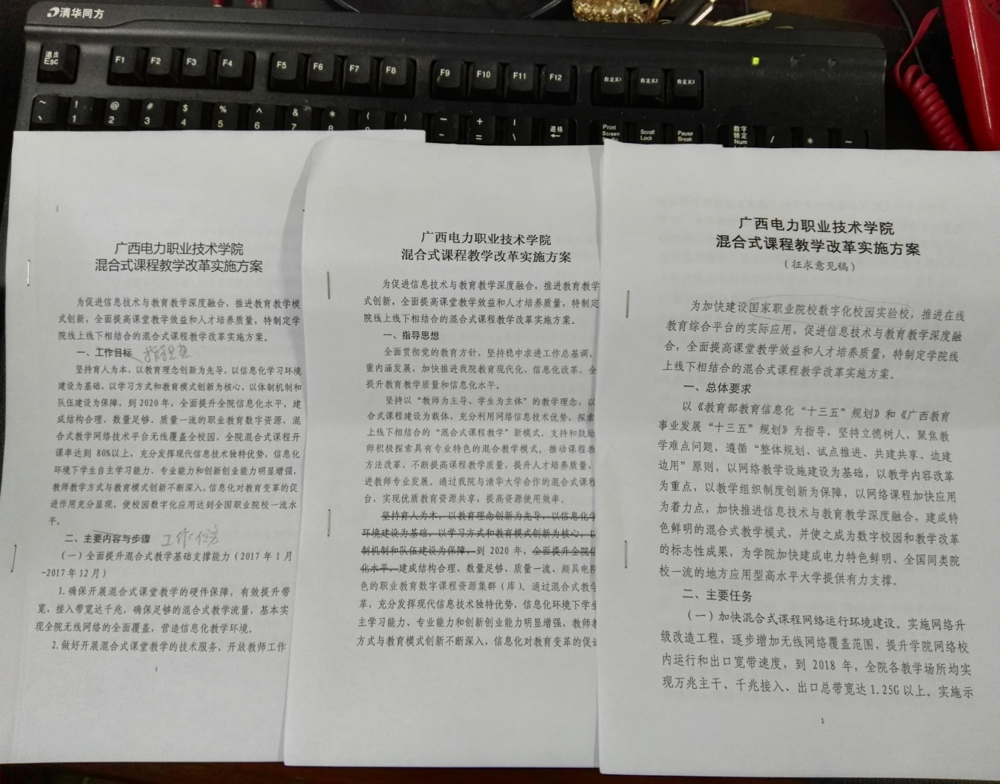 清华同方
退出
Esc
F1 F2 F3 F4 F5 F6 F7 F8 F9 F10 F11 F12 自定义1 自定义2 自定义3
~ ! @ # $ % ^ & * ( ) — + |
、 1 2 3 4 5 6 7 8 - = \
退格
←
Print
Screen
Scroll
Lock
Pause
Break
数字
锁定
Num
/ * —
广西电力职业技术学院
混合式课程教学改革实施方案
为促进信息技术与教育教学深度融合，推进教育教学模
式创新，全面提高课堂教学效益和人才培养质量，特制定学
院线上线下相结合的混合式课程教学改革实施方案。
一、工作目标 指导思想
坚持育人为本，以教育理念创新为先导，以信息化学习环境
建设为基础，以学习方式和教育模式创新为核心，以体制机制和
队伍建设为保障，到 2020 年，全面提升全院信息化水平，建
成结构合理、数量足够、质量一流的职业教育数字资源，混
合式教学网络技术平台无线覆盖全校园，全院混合式课程开
课率达到 80%以上，充分发挥现代信息技术独特优势，信息化
环境下学生自主学习能力、专业能力和创新创业能力明显增强，
教师教学方式与教育模式创新不断深入，信息化对教育变革的促
进作用充分显现，使校园数字化应用达到全国职业院校一流水
平。
二、主要内容与步骤 工作任务
（一）全面提升混合式教学基础支撑能力（2017 年 1 月
-2017 年 12 月）
1. 确保开展混合式课堂教学的硬件保障，有效提升带
宽，接入带宽达千兆，确保足够的混合式教学流量，基本实
现全院无线网络的全面覆盖，营造信息化教学环境。
2. 做好开展混合式课堂教学的技术服务，开放教师工作
1
广西电力职业技术学院
混合式课程教学改革实施方案
为促进信息技术与教育教学深度融合，推进教育教学
式创新，全面提高课堂教学效益和人才培养质量，特制定
院线上线下相结合的混合式课程教学改革实施方案。
一、指导思想
全面贯彻党的教育方针，坚持稳中求进工作总基调，
重内涵发展，加快推进我院教育现代化、信息化改革，全
提升教育教学质量和信息化水平。
坚持以“教师为主导、学生为主体”的教学理念，以
合式课程建设为载体，充分利用网络信息技术优势，探索
上线下相结合的“混合式课程教学”新模式。支持和鼓励
师积极探索具有专业特色的混合教学模式，推动课程教
方法改革，不断提高课程教学质量，提升人才培养质量，
进教师专业发展。通过我院与清华大学合作的混合式课程
台，实现优质教育资源共享，提高资源使用效率。
坚持育人为本，以教育理念创新为先导，以信息化学
环境建设为基础，以学习方式和教育模式创新为核心，以
制机制和队伍建设为保障，到 2020 年，全面提升全院信
化水平，建成结构合理、数量足够、质量一流、颇具电院
色的职业教育数字课程资源集群（库）。通过混合式教学
革，充分发挥现代信息技术独特优势，信息化环境下学生
主学习能力、专业能力和创新创业能力明显增强，教师教
方式与教育模式创新不断深入，信息化对教育变革的促进
广西电力职业技术学院
混合式课程教学改革实施方案
（征求意见稿）
为加快建设国家职业院校数字化校园实验校，推进在线
教育综合平台的实际应用，促进信息技术与教育教学深度融
合，全面提高课堂教学效益和人才培养质量，特制定学院线
上线下相结合的混合式课程教学改革实施方案。
一、总体要求
以《教育部教育信息化“十三五”规划》和《广西教育
事业发展“十三五”规划》为指导，坚持立德树人，聚焦教
学难点问题，遵循“整体规划、试点推进、共建共享、边建
边用”原则，以网络教学设施建设为基础，以教学内容改革
为重点，以教学组织制度创新为保障，以网络课程加快应用
为着力点，加快推进信息技术与教育教学深度融合，建成特
色鲜明的混合式教学模式，并使之成为数字校园和教学改革
的标志性成果，为学院加快建成电力特色鲜明、全国同类院
校一流的地方应用型高水平大学提供有力支撑。
二、主要任务
（一）加快混合式课程网络运行环境建设。实施网络升
级改造工程，逐步增加无线网络覆盖范围，提升学院网络校
内运行和出口宽带速度，到 2018 年，全院各教学场所均实
现万兆主干、千兆接入、出口总带宽达 1.25G 以上。实施示
1